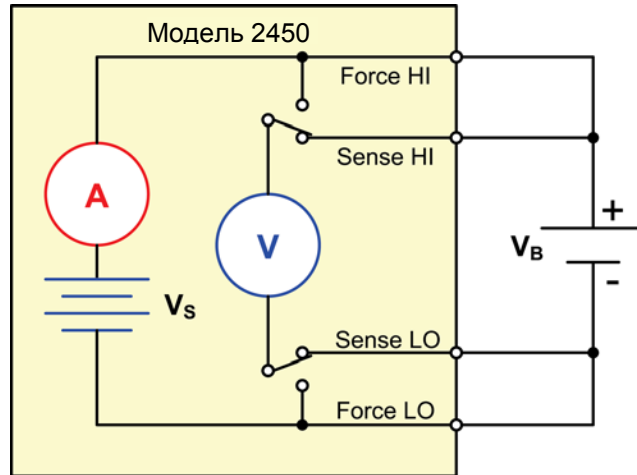 Модель 2450
Force HI
Sense HI
A
V
VS
VB
+
-
Sense LO
Force LO